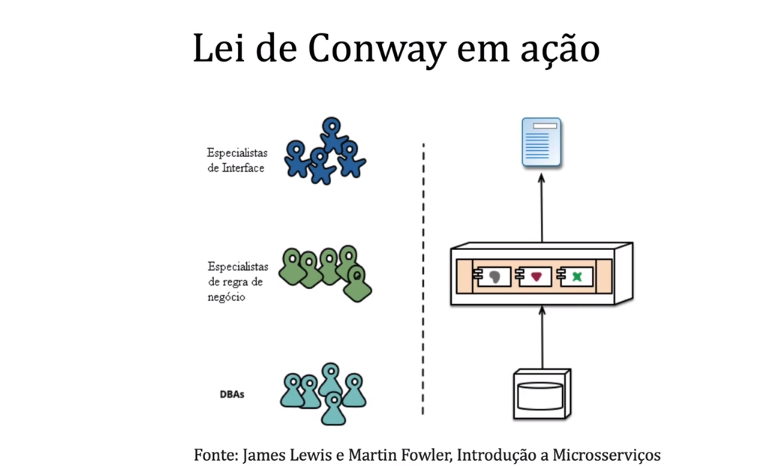 Lei de Conway em ação
Especialistas
de Interface
Especialistas
de regra de
negócio
DBAs
Fonte: James Lewis e Martin Fowler, Introdução a Microsserviços